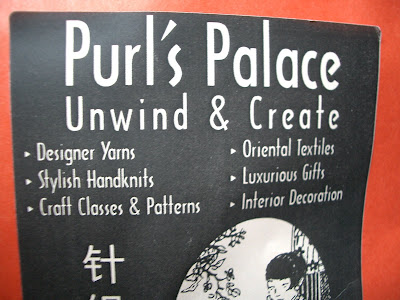 Purl's Palace
Unwind & Create
▸ Designer Yarns
▸ Stylish Handknits
▸ Craft Classes & Patterns
▸ Oriental Textiles
▸ Luxurious Gifts
▸ Interior Decoration
针